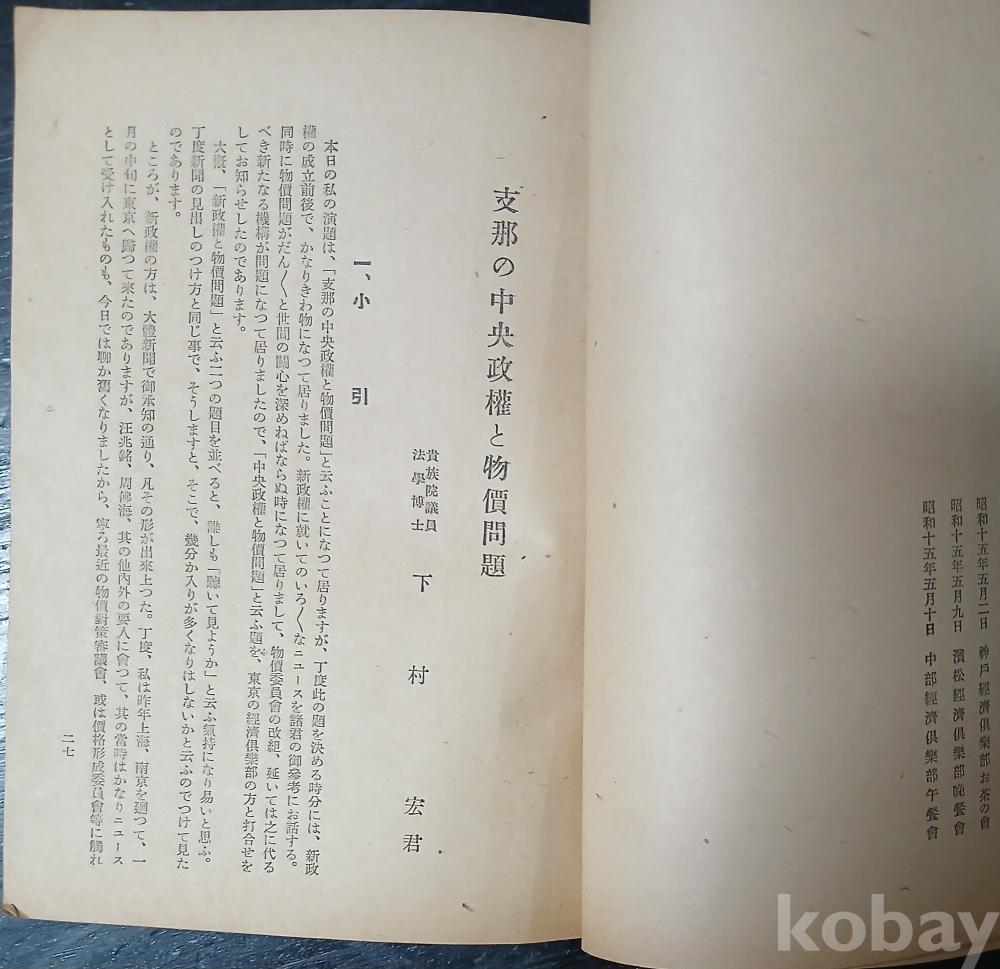 昭和十五年五月二日　神戶經濟俱樂部お茶の會
昭和十五年五月九日　濱松經濟俱樂部晚餐會
昭和十五年五月十日　中部經濟俱樂部午餐會
支那の中央政權と物價問題
貴族院議員
法學博士
下村宏君
一、小引
本日の私の演題は、「支那の中央政權と物價問題」と云ふことになつて居りますが、丁度此の題を決める時分には、新政
權の成立前後で、かなりきわ物になつて居りました。新政權に就いてのいろ〱なニュースを諸君の御參考にお話する。
同時に物價問題がだん〱と世間の關心を深めねばならぬ時になつて居りまして、物價委員會の改組、延いては之に代る
べき新たなる機構が問題になつて居りましたので、「中央政權と物價問題」と云ふ題を、東京の經濟俱樂部の方と打合せを
してお知らせしたのであります。
大槪、「新政權と物價問題」と云ふ二つの題目を並べると、誰しも「聽いて見ようか」と云ふ氣持になり易いと思ふ。
丁度新聞の見出しのつけ方と同じ事で、そうしますと、そこで、幾分か入りが多くなりはしないかと云ふのでつけて見た
のであります。
ところが、新政權の方は、大體新聞で御承知の通り、凡その形が出來上つた。丁度、私は昨年上海、南京を廻つて、一
月の中旬に東京へ歸つて來たのでありますが、汪兆銘、周佛海、其の他內外の要人に會つて、其の當時はかなりニュース
として受け入れたものも、今日では聊か舊くなりましたから、寧ろ最近の物價對策審議會、或は價格形成委員會等に觸れ
二七
kobay